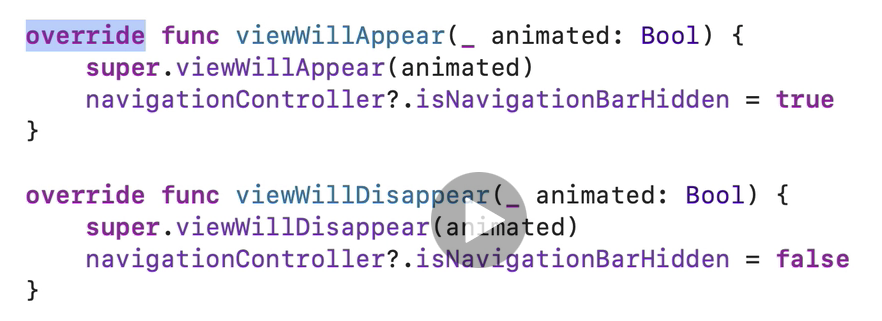 override func viewWillAppear(_ animated: Bool) {
    super.viewWillAppear(animated)
    navigationController?.isNavigationBarHidden = true
}

override func viewWillDisappear(_ animated: Bool) {
    super.viewWillDisappear(animated)
    navigationController?.isNavigationBarHidden = false
}